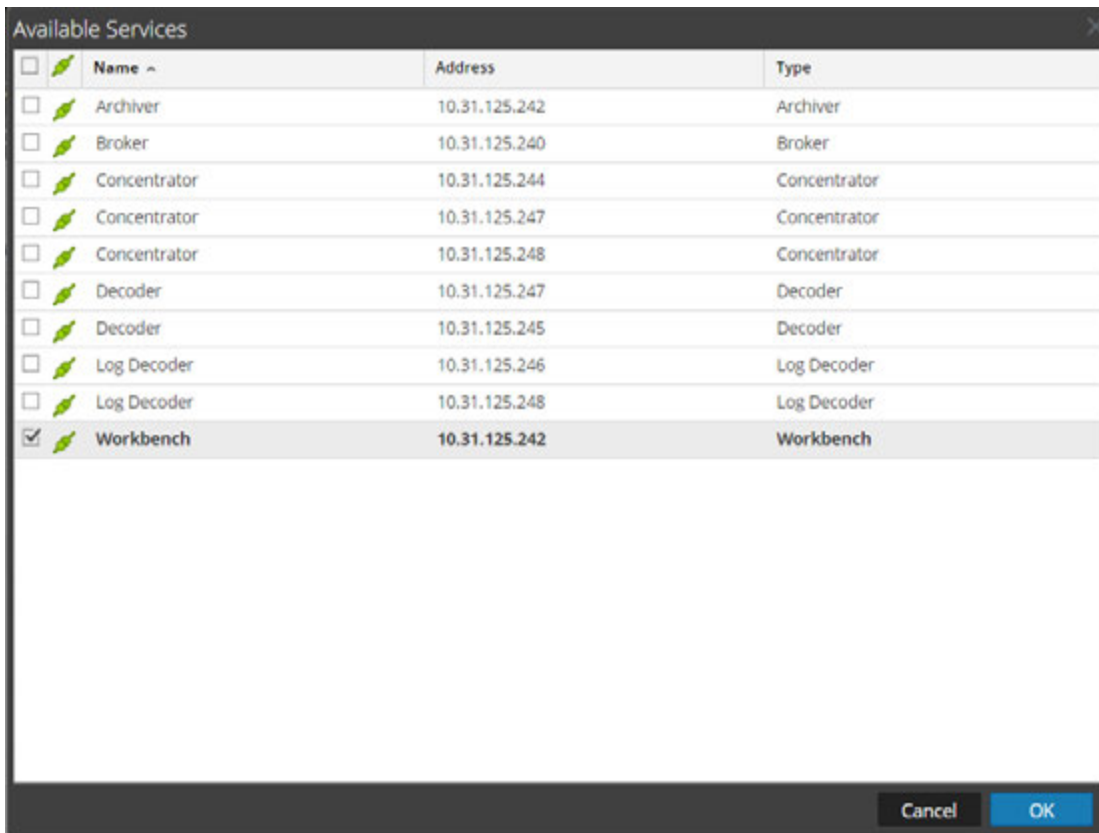 Available Services
Name Address Type
Archiver 10.31.125.242 Archiver
Broker 10.31.125.240 Broker
Concentrator 10.31.125.244 Concentrator
Concentrator 10.31.125.247 Concentrator
Concentrator 10.31.125.248 Concentrator
Decoder 10.31.125.247 Decoder
Decoder 10.31.125.245 Decoder
Log Decoder 10.31.125.246 Log Decoder
Log Decoder 10.31.125.248 Log Decoder
Workbench 10.31.125.242 Workbench
Cancel OK